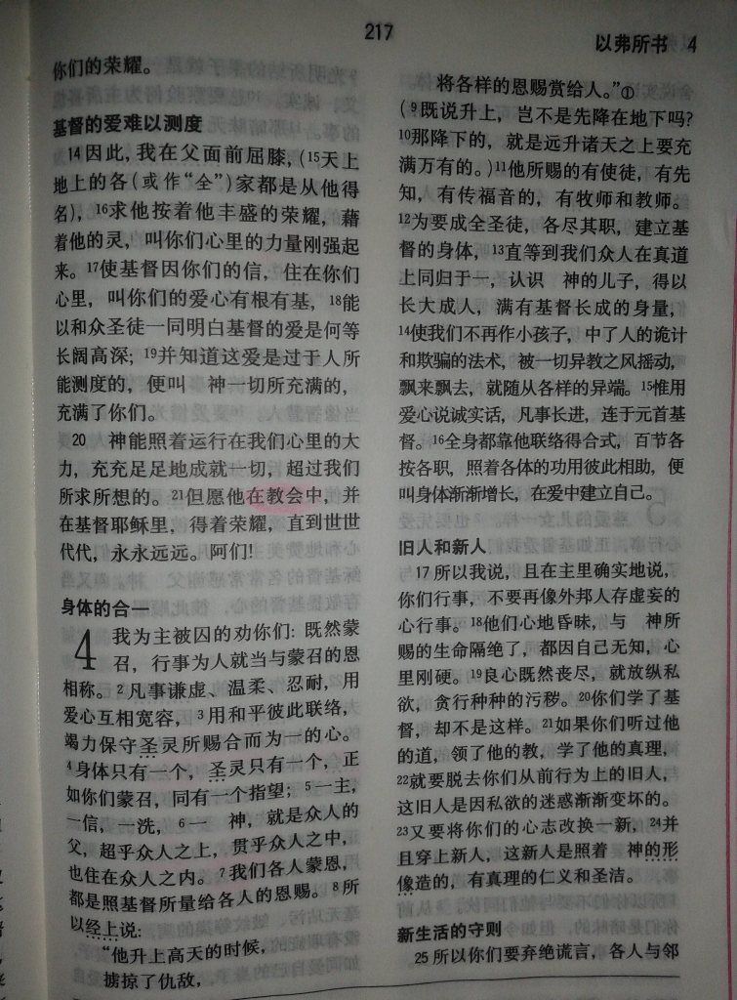 217
以弗所书 4
你们的荣耀。
基督的爱难以测度
14因此，我在父面前屈膝，（15天上
地上的各（或作“全”）家都是从他得
名），16求他按着他丰盛的荣耀，藉
着他的灵，叫你们心里的力量刚强起
来。17使基督因你们的信，住在你们
心里，叫你们的爱心有根有基，18能
以和众圣徒一同明白基督的爱是何等
长阔高深；19并知道这爱是过于人所
能测度的，便叫　神一切所充满的，
充满了你们。
20　神能照着运行在我们心里的大
力，充充足足地成就一切，超过我们
所求所想的。21但愿他在教会中，并
在基督耶稣里，得着荣耀，直到世世
代代，永永远远。阿们！
身体的合一
4 我为主被囚的劝你们：既然蒙
召，行事为人就当与蒙召的恩
相称。2凡事谦虚、温柔、忍耐，用
爱心互相宽容，3用和平彼此联络，
竭力保守圣灵所赐合而为一的心。
4身体只有一个，圣灵只有一个，正
如你们蒙召，同有一个指望；5一主，
一信，一洗，6一　神，就是众人的
父，超乎众人之上，贯乎众人之中，
也住在众人之内。7我们各人蒙恩，
都是照基督所量给各人的恩赐。8所
以经上说：
“他升上高天的时候，
掳掠了仇敌，
将各样的恩赐赏给人。”①
（9既说升上，岂不是先降在地下吗？
10那降下的，就是远升诸天之上要充
满万有的。）11他所赐的有使徒，有先
知，有传福音的，有牧师和教师。
12为要成全圣徒，各尽其职，建立基
督的身体，13直等到我们众人在真道
上同归于一，认识　神的儿子，得以
长大成人，满有基督长成的身量，
14使我们不再作小孩子，中了人的诡计
和欺骗的法术，被一切异教之风摇动，
飘来飘去，就随从各样的异端。15惟用
爱心说诚实话，凡事长进，连于元首基
督。16全身都靠他联络得合式，百节各
按各职，照着各体的功用彼此相助，便
叫身体渐渐增长，在爱中建立自己。
旧人和新人
17所以我说，且在主里确实地说，
你们行事，不要再像外邦人存虚妄的
心行事。18他们心地昏昧，与　神所
赐的生命隔绝了，都因自己无知，心
里刚硬。19良心既然丧尽，就放纵私
欲，贪行种种的污秽。20你们学了基
督，却不是这样。21如果你们听过他
的道，领了他的教，学了他的真理，
22就要脱去你们从前行为上的旧人，
这旧人是因私欲的迷惑渐渐变坏的。
23又要将你们的心志改换一新，24并
且穿上新人，这新人是照着　神的形
像造的，有真理的仁义和圣洁。
新生活的守则
25所以你们要弃绝谎言，各人与邻